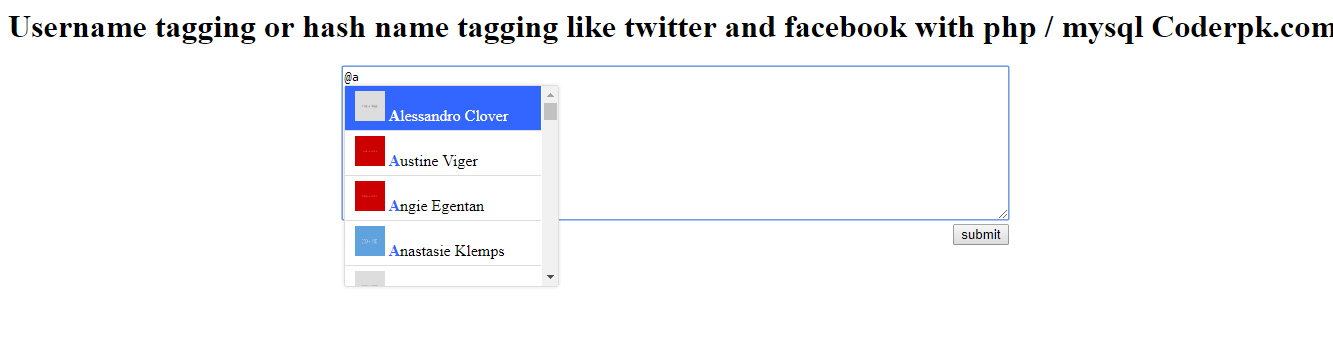 Username tagging or hash name tagging like twitter and facebook with php / mysql Coderpk.com
@a
Alessandro Clover
Austine Viger
Angie Egentan
Anastasie Klemps
submit